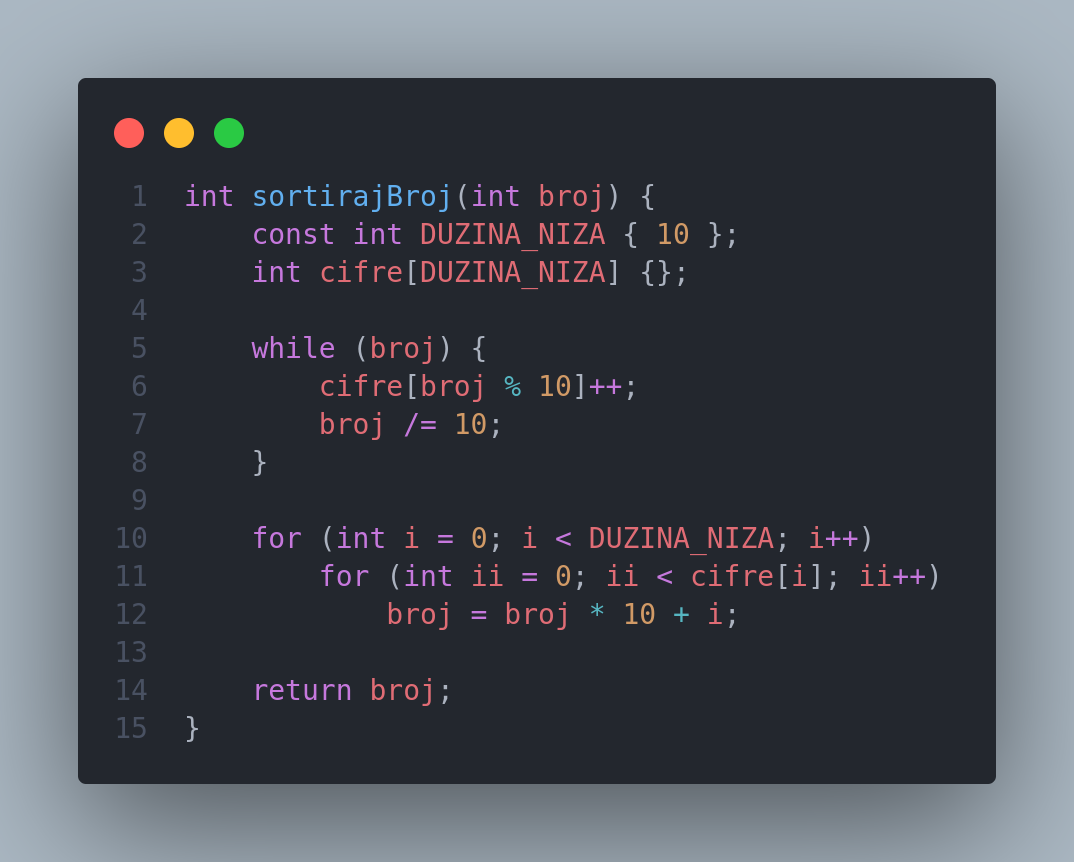 1 int sortirajBroj(int broj) {
2     const int DUZINA_NIZA { 10 };
3     int cifre[DUZINA_NIZA] {};
4
5     while (broj) {
6         cifre[broj % 10]++;
7         broj /= 10;
8     }
9
10     for (int i = 0; i < DUZINA_NIZA; i++)
11         for (int ii = 0; ii < cifre[i]; ii++)
12             broj = broj * 10 + i;
13
14     return broj;
15 }